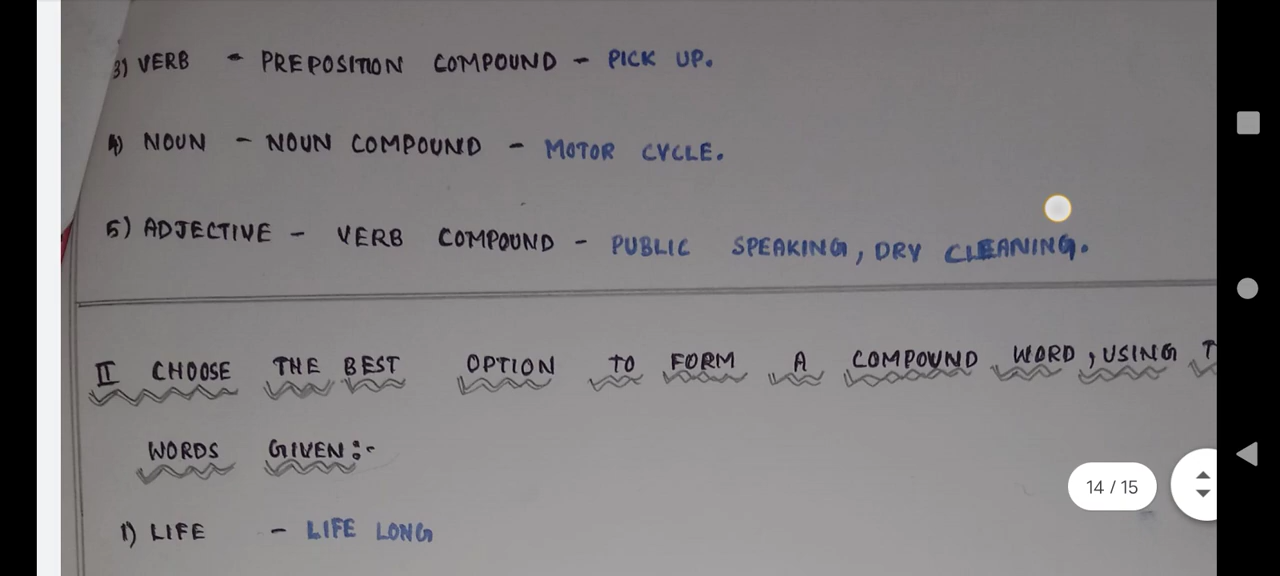 3) VERB - PREPOSITION COMPOUND - PICK UP.
4) NOUN - NOUN COMPOUND - MOTOR CYCLE.
5) ADJECTIVE - VERB COMPOUND - PUBLIC SPEAKING, DRY CLEANING.
II CHOOSE THE BEST OPTION TO FORM A COMPOUND WORD, USING
WORDS GIVEN:-
14 / 15
1) LIFE - LIFE LONG